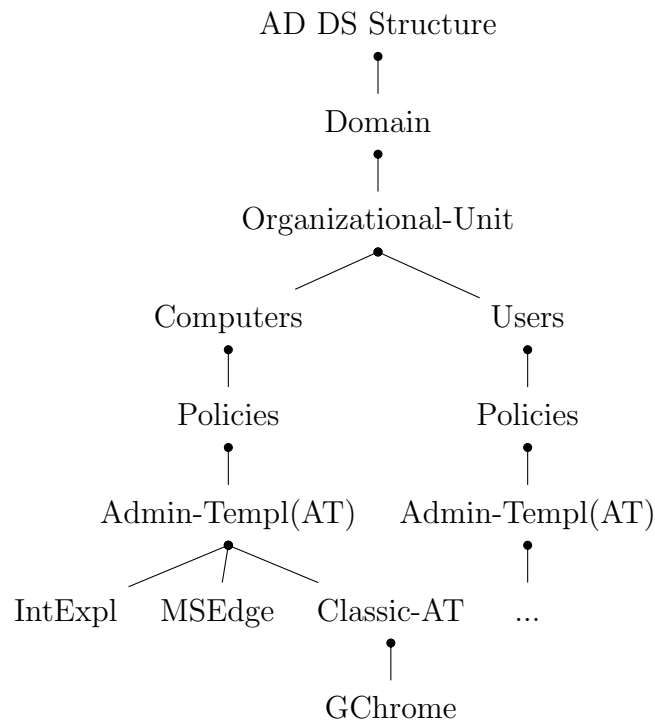 AD DS Structure
Domain
Organizational-Unit
Computers Users
Policies Policies
Admin-Templ(AT) Admin-Templ(AT)
IntExpl MSEdge Classic-AT ...
GChrome